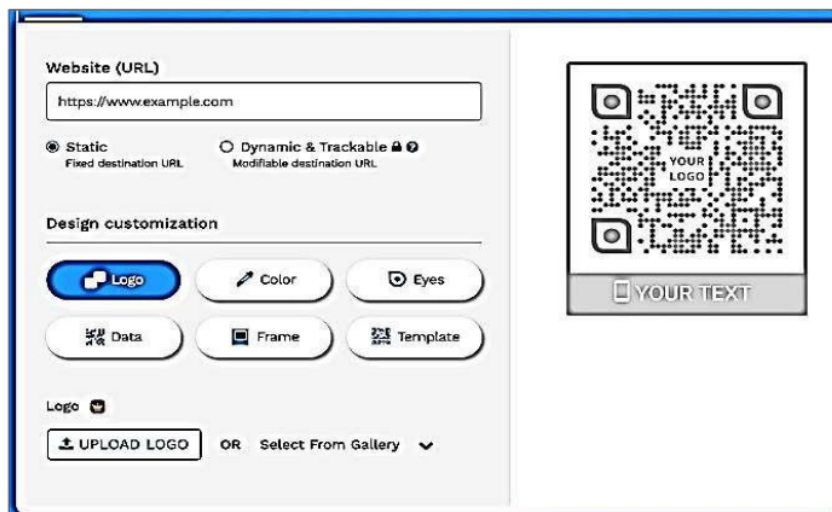 Website (URL)
https://www.example.com
Static
Fixed destination URL
Dynamic & Trackable
Modifiable destination URL
Design customization
Logo
Color
Eyes
Data
Frame
Template
Logo
UPLOAD LOGO OR Select From Gallery
YOUR
LOGO
YOUR TEXT